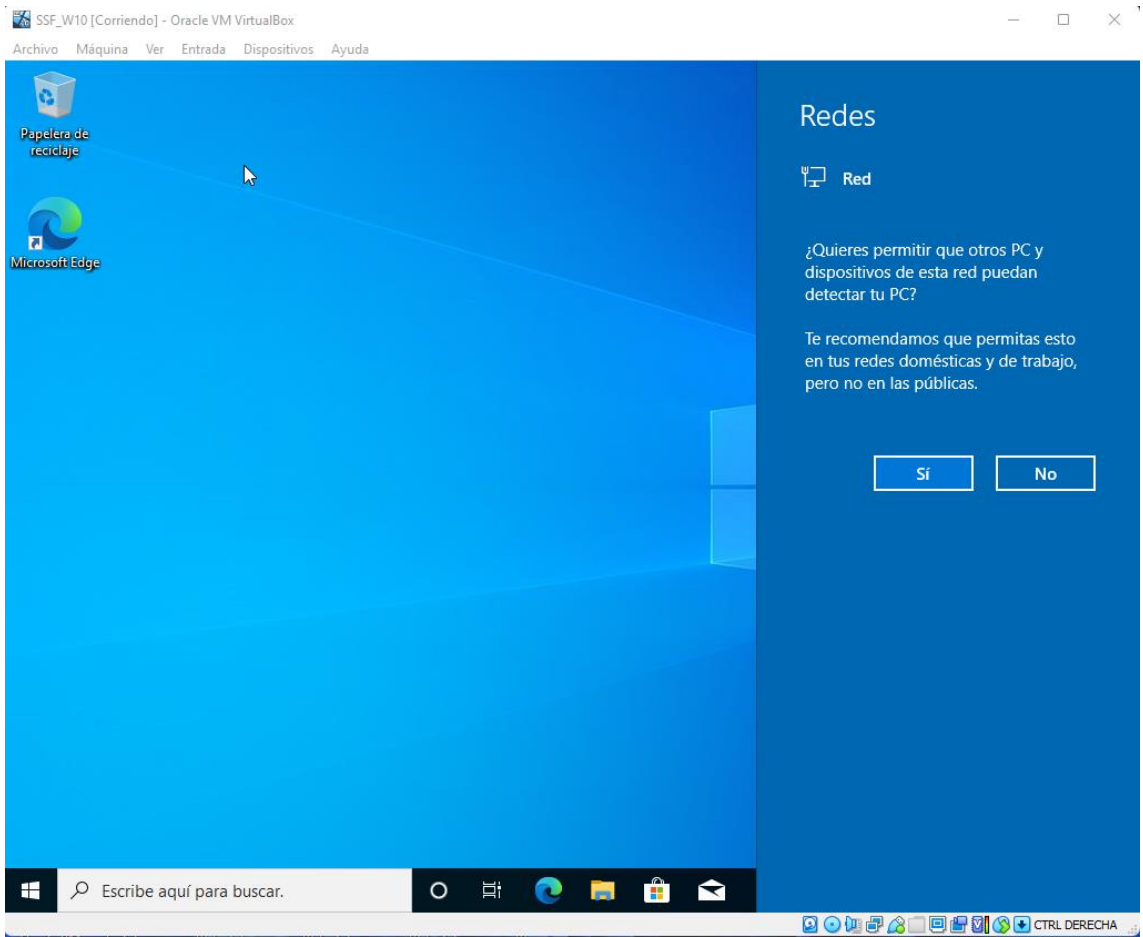 SSF_W10 [Corriendo] - Oracle VM VirtualBox
Archivo Máquina Ver Entrada Dispositivos Ayuda
Papelera de
reciclaje
Microsoft Edge
Redes
Red
¿Quieres permitir que otros PC y
dispositivos de esta red puedan
detectar tu PC?
Te recomendamos que permitas esto
en tus redes domésticas y de trabajo,
pero no en las públicas.
Sí No
Escribe aquí para buscar.
CTRL DERECHA